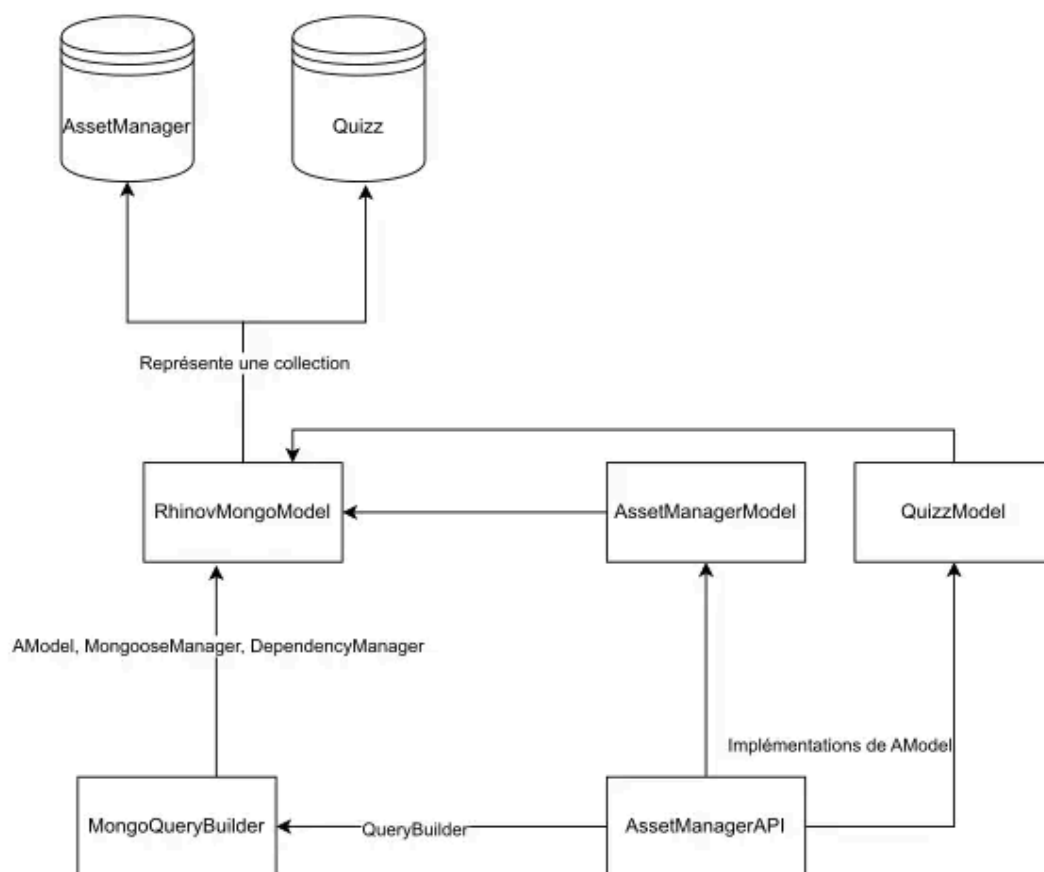 AssetManager
Quizz
Représente une collection
RhinovMongoModel
AssetManagerModel
QuizzModel
AModel, MongooseManager, DependencyManager
Implémentations de AModel
MongoQueryBuilder
QueryBuilder
AssetManagerAPI